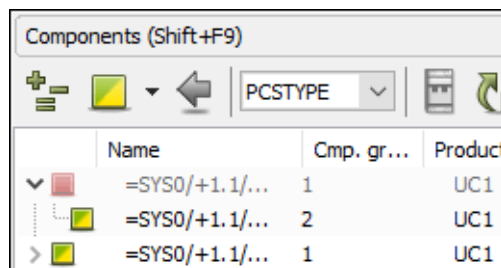 Components (Shift+F9)
PCSTYPE
Name Cmp. gr... Product
=SYS0/+1.1/... 1 UC1
=SYS0/+1.1/... 2 UC1
=SYS0/+1.1/... 1 UC1